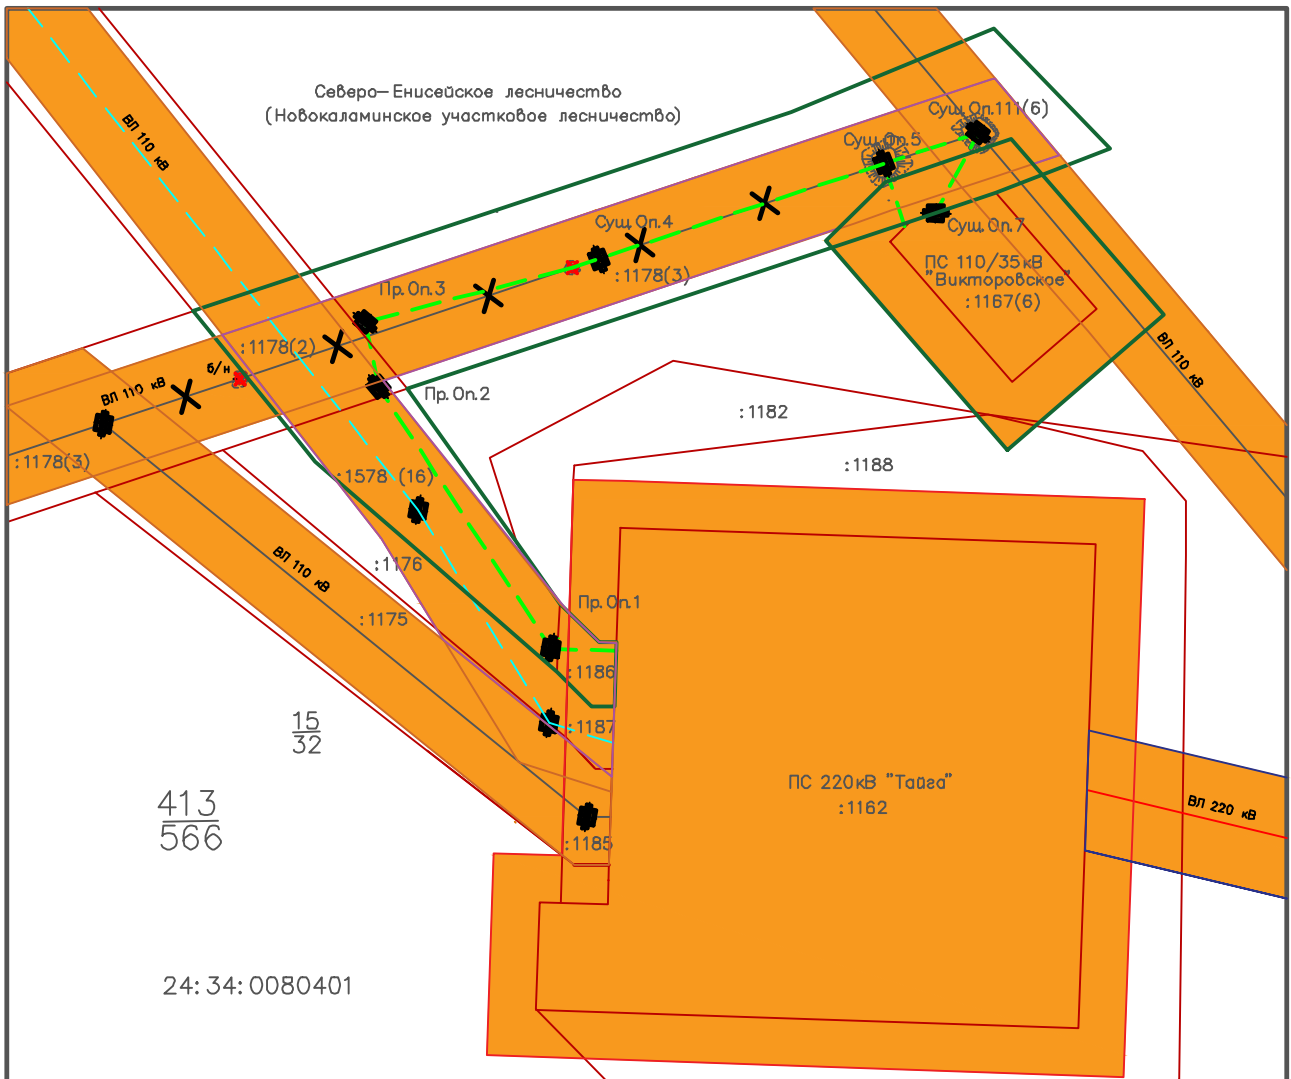 Северо-Енисейское лесничество
(Новокаламинское участковое лесничество)
ВЛ 110 кВ
Сущ.Оп.111(6)
Сущ.Оп.5
Сущ.Оп.4
Сущ.Оп.7
:1178(3)
ПС 110/35кВ
"Викторовское"
:1167(6)
Пр.Оп.3
:1178(2)
б/н
ВЛ 110 кВ
Пр.Оп.2
ВЛ 110 кВ
:1182
:1178(3)
:1188
:1578 (16)
:1176
ВЛ 110 кВ
:1175
Пр.Оп.1
:1186
:1187
15
32
ПС 220кВ "Тайга"
:1162
ВЛ 220 кВ
413
566
:1185
24:34:0080401